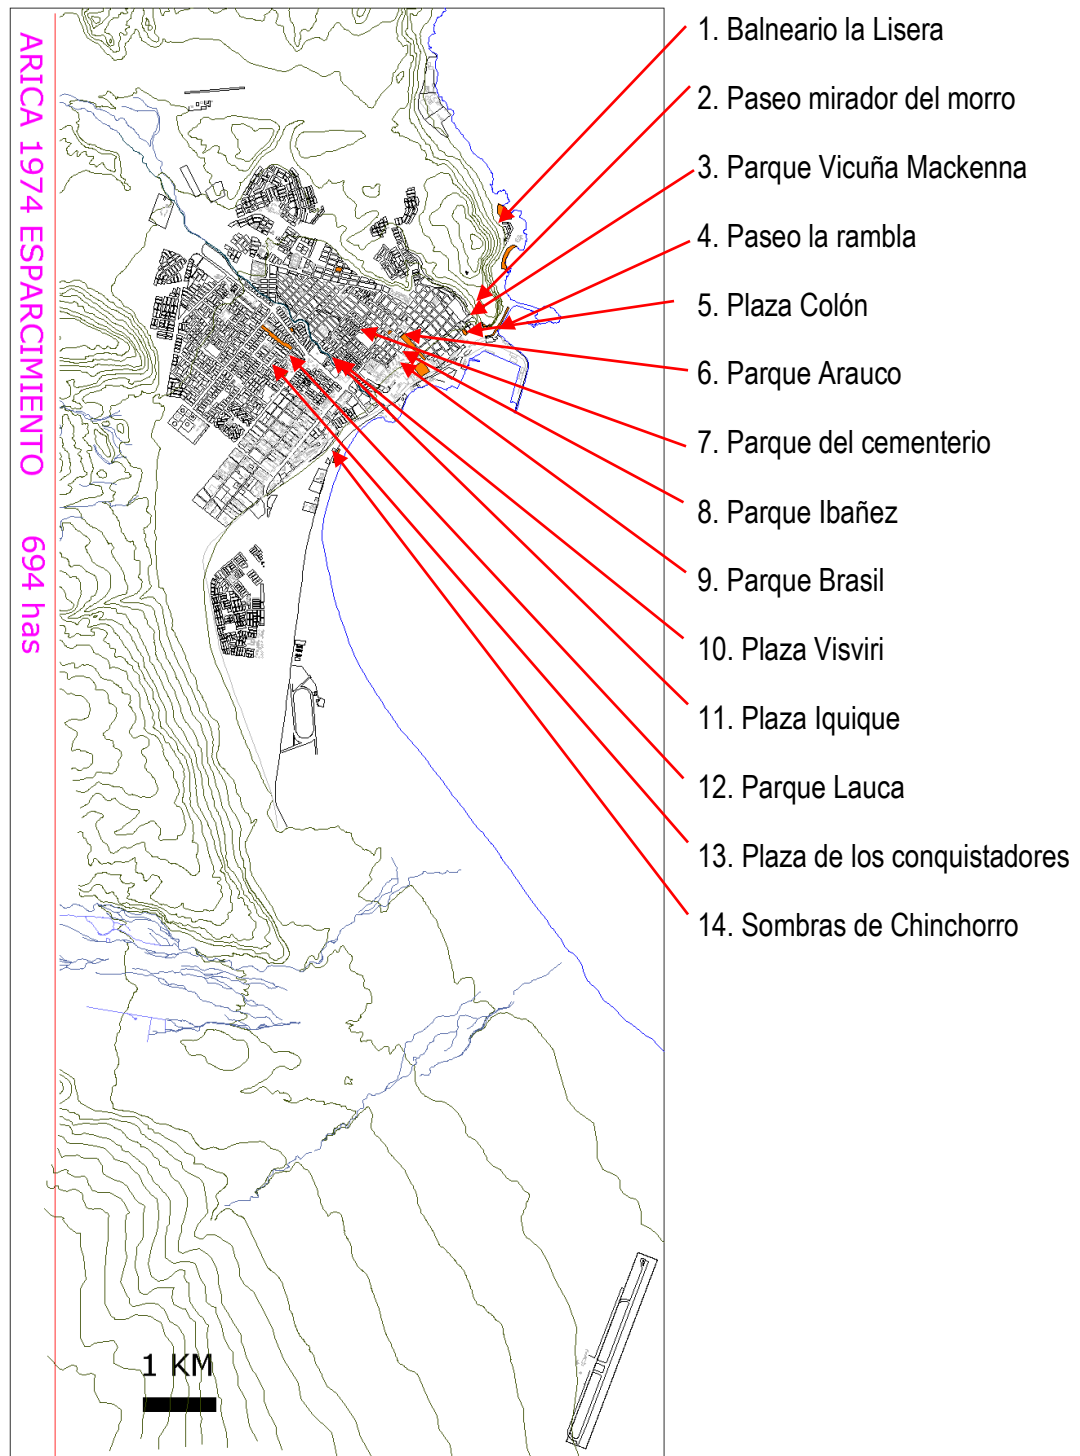 ARICA 1974 ESPARCIMIENTO 694 has
1. Balneario la Lisera
2. Paseo mirador del morro
3. Parque Vicuña Mackenna
4. Paseo la rambla
5. Plaza Colón
6. Parque Arauco
7. Parque del cementerio
8. Parque Ibañez
9. Parque Brasil
10. Plaza Visviri
11. Plaza Iquique
12. Parque Lauca
13. Plaza de los conquistadores
14. Sombras de Chinchorro
1 KM